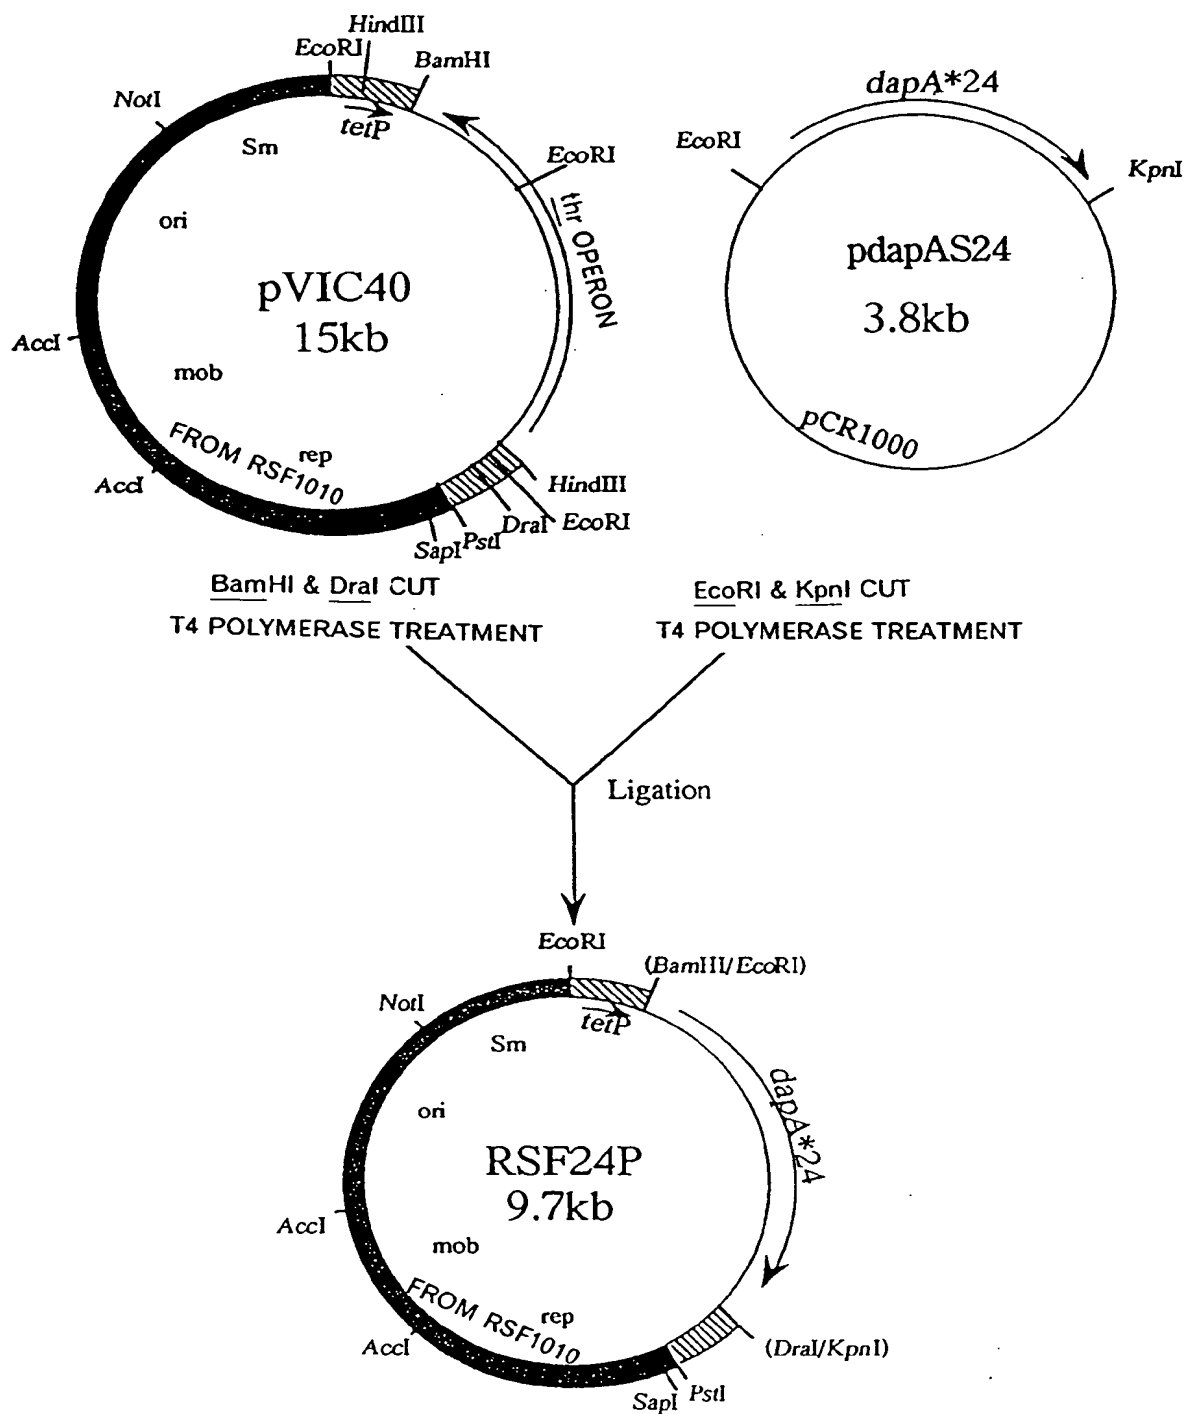 HindIII
EcoRI
BamHI
NotI
tetP
Sm
EcoRI
thr OPERON
ori
pVIC40
15kb
AccI
mob
FROM RSF1010
rep
AccI
HindIII
EcoRI
DraI
PstI
SapI
dapA*24
EcoRI
KpnI
pdapAS24
3.8kb
pCR1000
BamHI & DraI CUT
T4 POLYMERASE TREATMENT
EcoRI & KpnI CUT
T4 POLYMERASE TREATMENT
Ligation
EcoRI
(BamIII/EcoRI)
NotI
tetP
Sm
dapA*24
ori
RSF24P
9.7kb
AccI
mob
FROM RSF1010
rep
AccI
(DraI/KpnI)
SapI
PstI